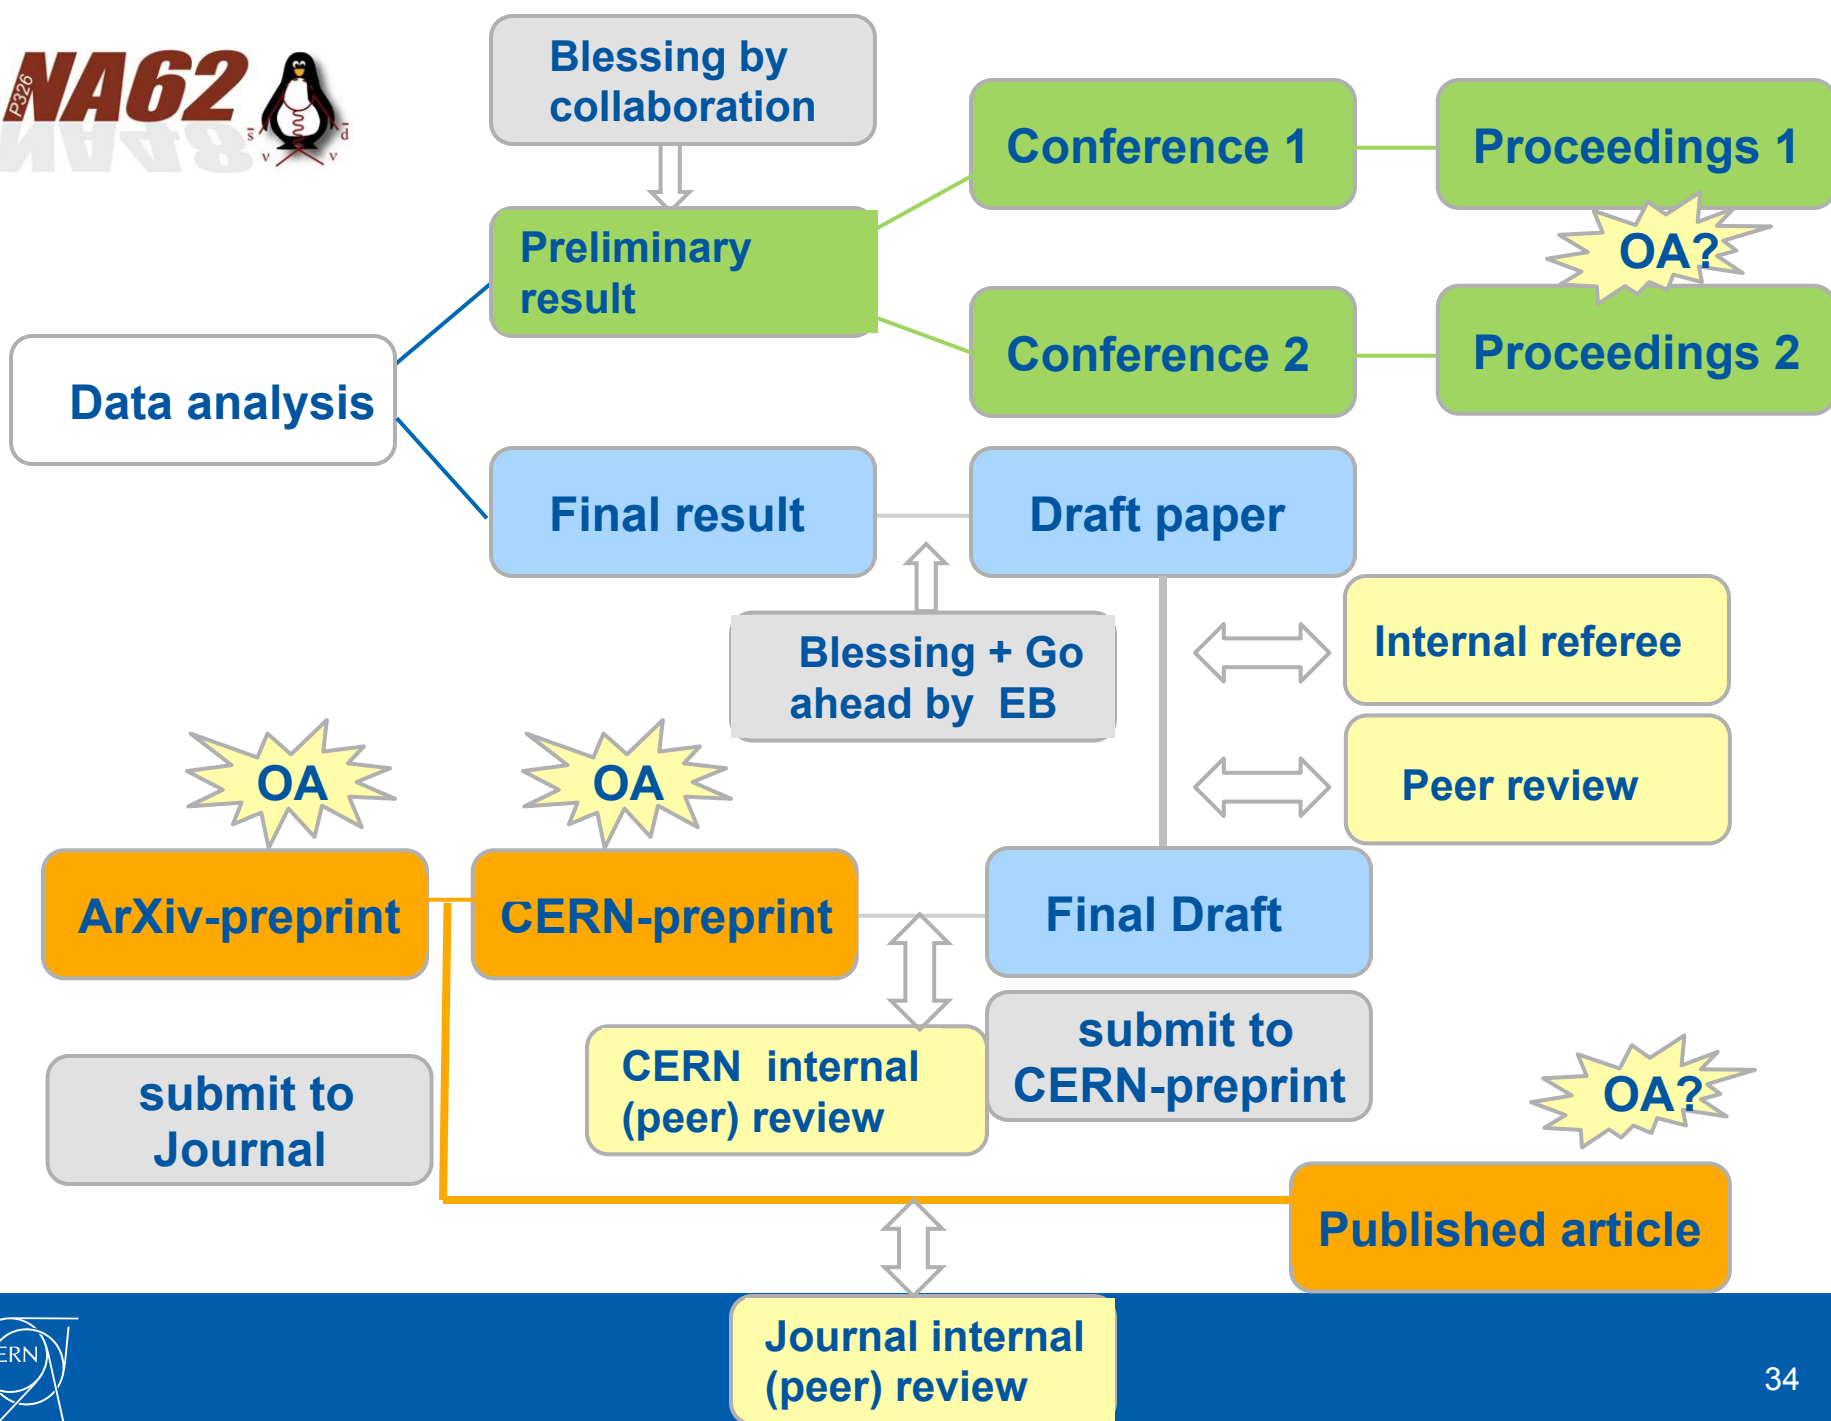 P326
NA62
NA48
s
d
ν
ν
Blessing by
collaboration
Conference 1
Proceedings 1
Preliminary
result
OA?
Conference 2
Proceedings 2
Data analysis
Final result
Draft paper
Internal referee
Blessing + Go
ahead by EB
Peer review
OA
OA
ArXiv-preprint
CERN-preprint
Final Draft
submit to
CERN-preprint
CERN internal
(peer) review
submit to
Journal
OA?
Published article
Journal internal
(peer) review
ERN
34